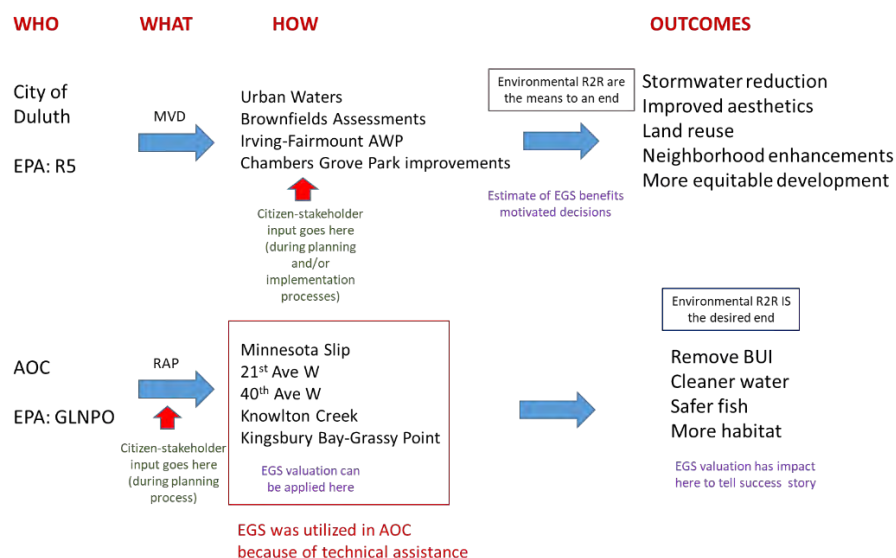 WHO
WHAT
HOW
OUTCOMES
City of
Duluth
EPA: R5
MVD
Urban Waters
Brownfields Assessments
Irving-Fairmount AWP
Chambers Grove Park improvements
Citizen-stakeholder
input goes here
(during planning
and/or
implementation
processes)
Environmental R2R are
the means to an end
Estimate of EGS benefits
motivated decisions
Stormwater reduction
Improved aesthetics
Land reuse
Neighborhood enhancements
More equitable development
AOC
EPA: GLNPO
RAP
Citizen-stakeholder
input goes here
(during planning
process)
Minnesota Slip
21st Ave W
40th Ave W
Knowlton Creek
Kingsbury Bay-Grassy Point
EGS valuation can
be applied here
EGS was utilized in AOC
because of technical assistance
Environmental R2R IS
the desired end
Remove BUI
Cleaner water
Safer fish
More habitat
EGS valuation has impact
here to tell success story